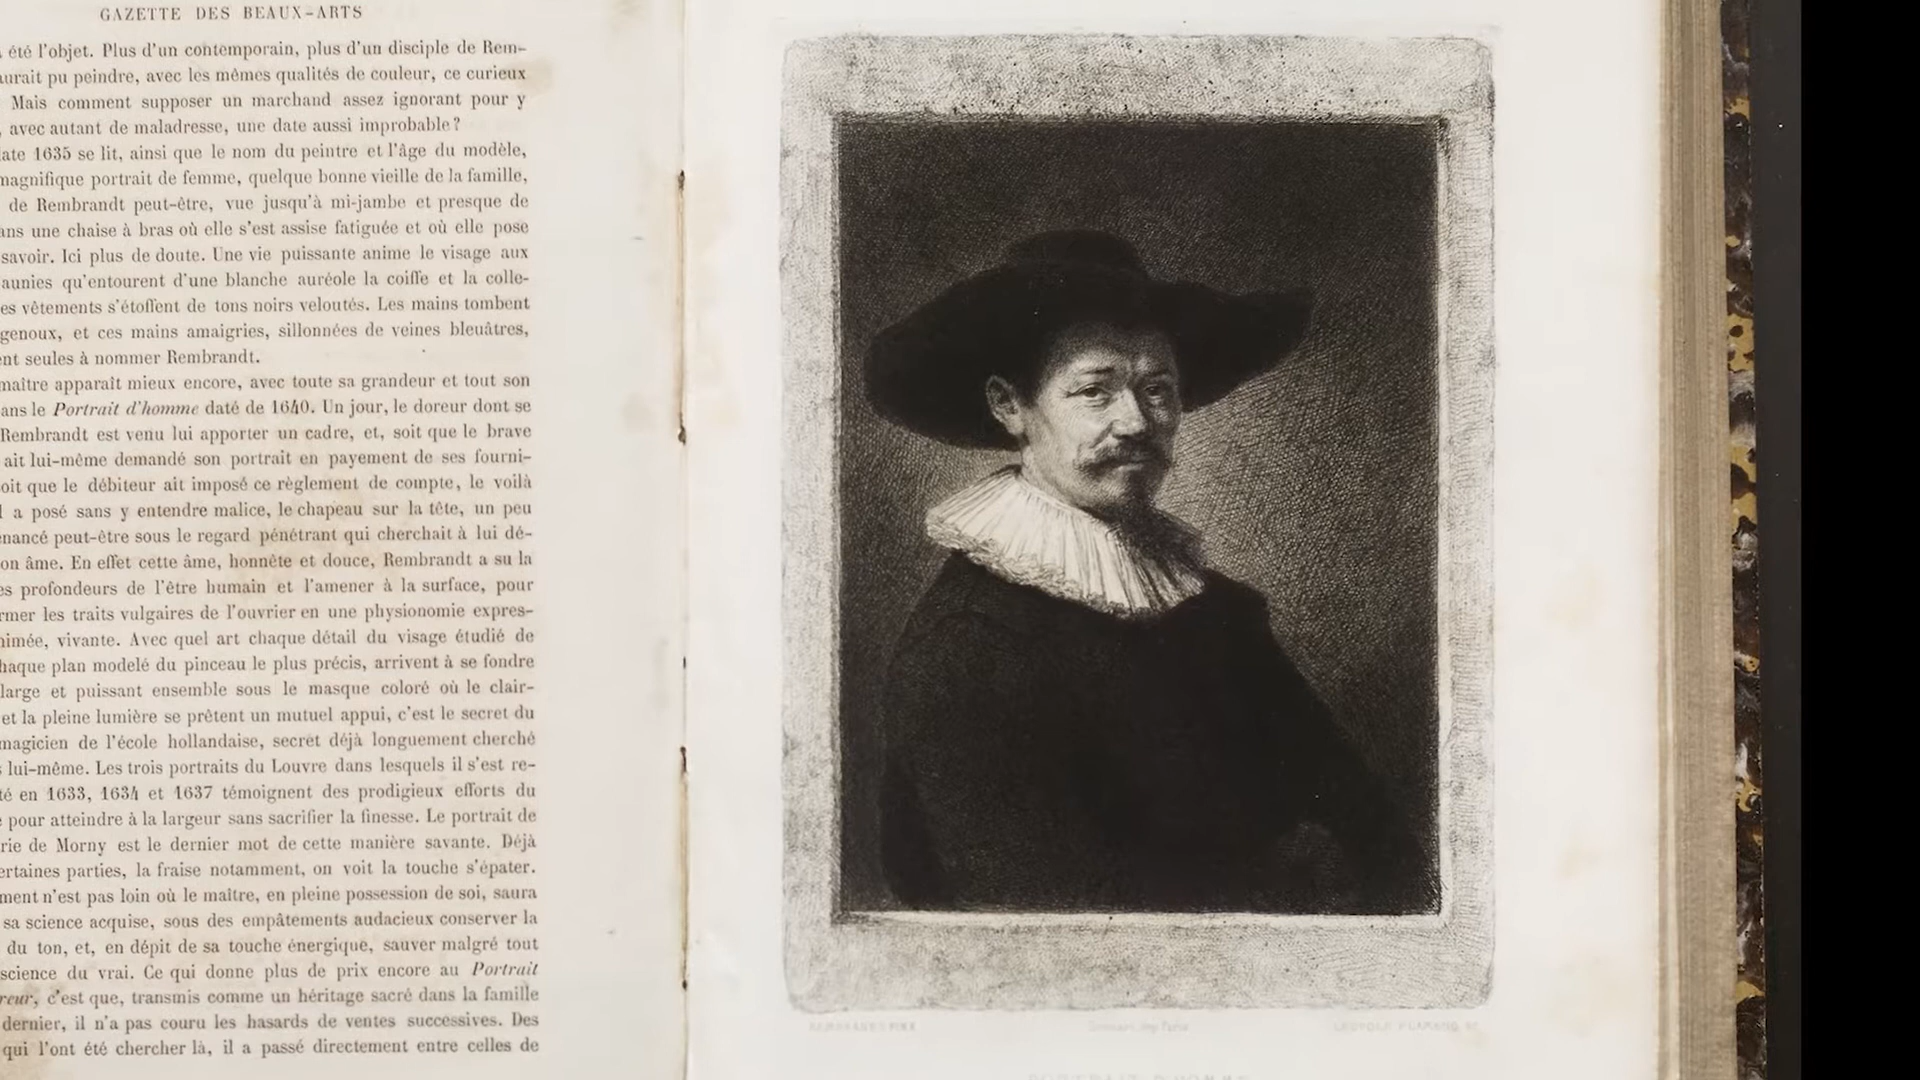 GAZETTE DES BEAUX-ARTS
été l'objet. Plus d'un contemporain, plus d'un disciple de Rem-
aurait pu peindre, avec les mêmes qualités de couleur, ce curieux
Mais comment supposer un marchand assez ignorant pour y
, avec autant de maladresse, une date aussi improbable?
ate 1635 se lit, ainsi que le nom du peintre et l'âge du modèle,
magnifique portrait de femme, quelque bonne vieille de la famille,
de Rembrandt peut-être, vue jusqu'à mi-jambe et presque de
ans une chaise à bras où elle s'est assise fatiguée et où elle pose
savoir. Ici plus de doute. Une vie puissante anime le visage aux
aunies qu'entourent d'une blanche auréole la coiffe et la colle-
es vêtements s'étoffent de tons noirs veloutés. Les mains tombent
genoux, et ces mains amaigries, sillonnées de veines bleuâtres,
nt seules à nommer Rembrandt.
maître apparaît mieux encore, avec toute sa grandeur et tout son
ans le Portrait d'homme daté de 1640. Un jour, le doreur dont se
Rembrandt est venu lui apporter un cadre, et, soit que le brave
ait lui-même demandé son portrait en payement de ses fourni-
oit que le débiteur ait imposé ce règlement de compte, le voilà
l a posé sans y entendre malice, le chapeau sur la tête, un peu
enancé peut-être sous le regard pénétrant qui cherchait à lui dé-
on âme. En effet cette âme, honnête et douce, Rembrandt a su la
es profondeurs de l'être humain et l'amener à la surface, pour
rmer les traits vulgaires de l'ouvrier en une physionomie expres-
nimée, vivante. Avec quel art chaque détail du visage étudié de
haque plan modelé du pinceau le plus précis, arrivent à se fondre
large et puissant ensemble sous le masque coloré où le clair-
et la pleine lumière se prêtent un mutuel appui, c'est le secret du
magicien de l'école hollandaise, secret déjà longuement cherché
lui-même. Les trois portraits du Louvre dans lesquels il s'est re-
té en 1633, 1634 et 1637 témoignent des prodigieux efforts du
pour atteindre à la largeur sans sacrifier la finesse. Le portrait de
rie de Morny est le dernier mot de cette manière savante. Déjà
ertaines parties, la fraise notamment, on voit la touche s'épater.
ment n'est pas loin où le maître, en pleine possession de soi, saura
sa science acquise, sous des empâtements audacieux conserver la
du ton, et, en dépit de sa touche énergique, sauver malgré tout
science du vrai. Ce qui donne plus de prix encore au Portrait
reur, c'est que, transmis comme un héritage sacré dans la famille
dernier, il n'a pas couru les hasards de ventes successives. Des
qui l'ont été chercher là, il a passé directement entre celles de
REMBRANDT PINX
LEOPOLD FLAMENG SC